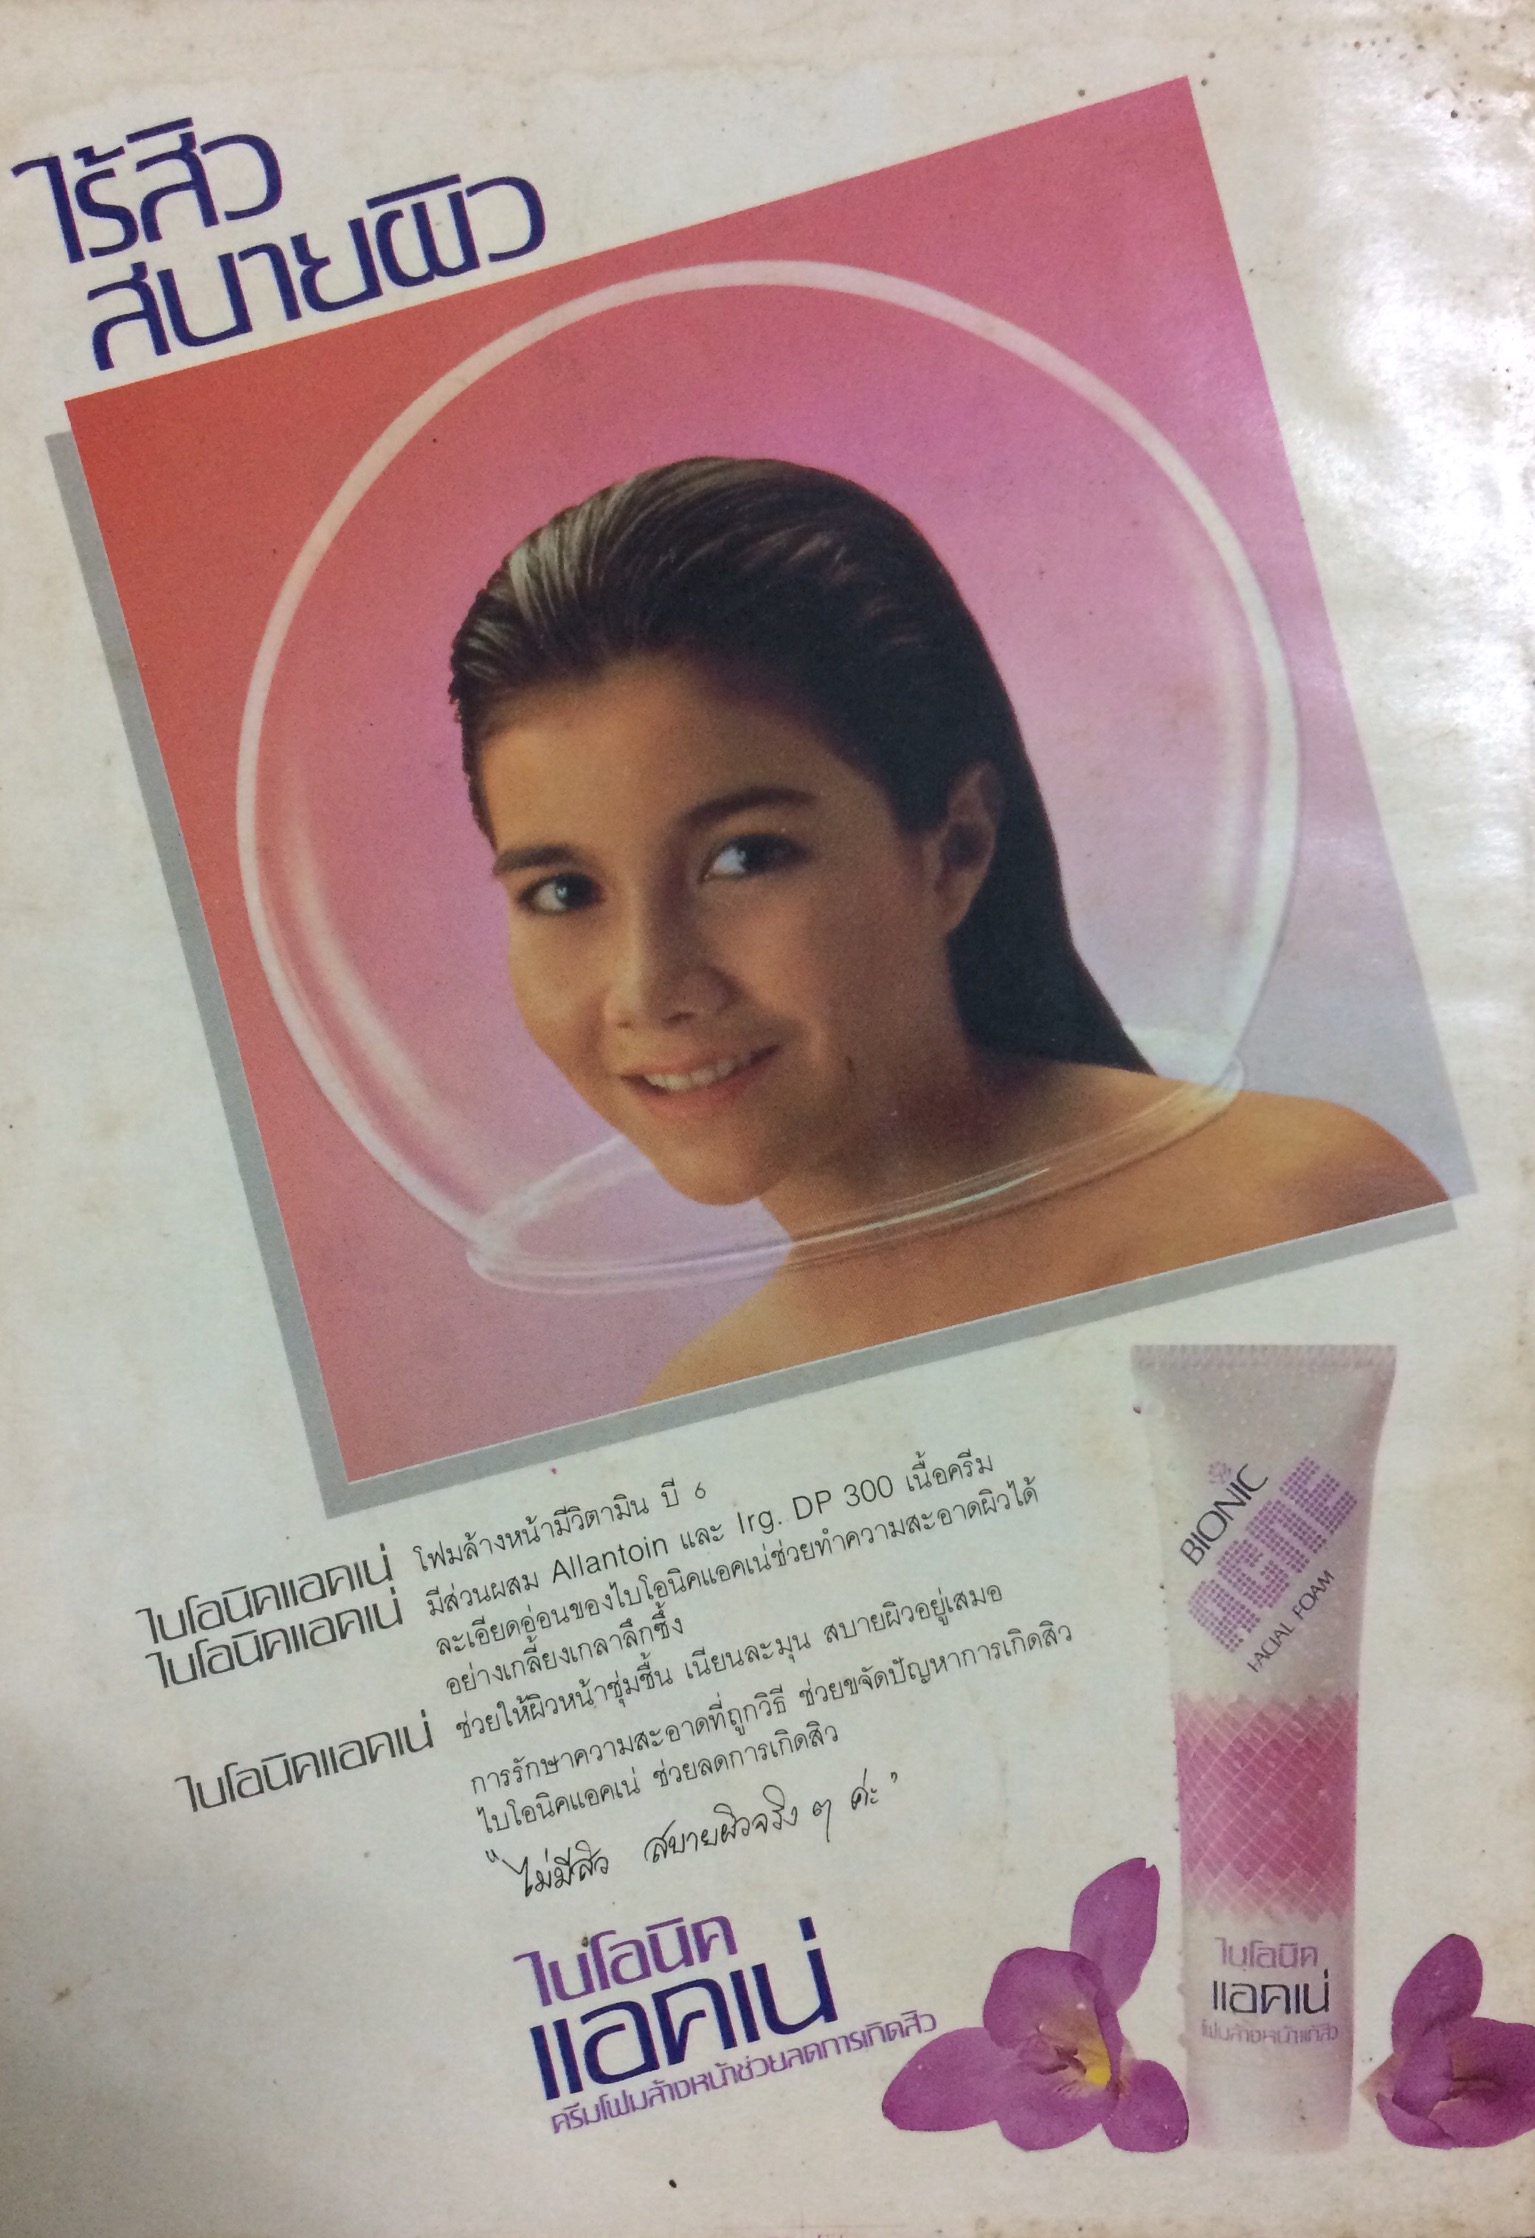 ไร้สิว
สบายผิว
ไบโอนิคแอคเน่ โฟมล้างหน้ามีวิตามิน บี ๖
ไบโอนิคแอคเน่ มีส่วนผสม Allantoin และ Irg. DP 300 เนื้อครีม
ละเอียดอ่อนของไบโอนิคแอคเน่ช่วยทำความสะอาดผิวได้
อย่างเกลี้ยงเกลาลึกซึ้ง
ไบโอนิคแอคเน่ ช่วยให้ผิวหน้าชุ่มชื้น เนียนละมุน สบายผิวอยู่เสมอ
การรักษาความสะอาดที่ถูกวิธี ช่วยขจัดปัญหาการเกิดสิว
ไบโอนิคแอคเน่ ช่วยลดการเกิดสิว
"ไม่มีสิว สบายผิวจริง ๆ ค่ะ"
ไบโอนิค
แอคเน่
ครีมโฟมล้างหน้าช่วยลดการเกิดสิว
BIONIC
ACNE
FACIAL FOAM
ไบโอนิค
แอคเน่
โฟมล้างหน้าแก้สิว